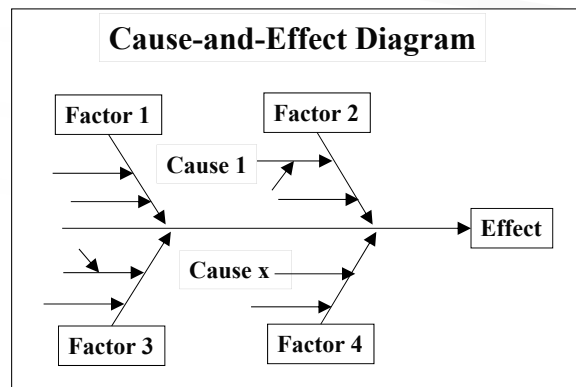 Cause-and-Effect Diagram
Factor 1
Factor 2
Cause 1
Effect
Cause x
Factor 3
Factor 4